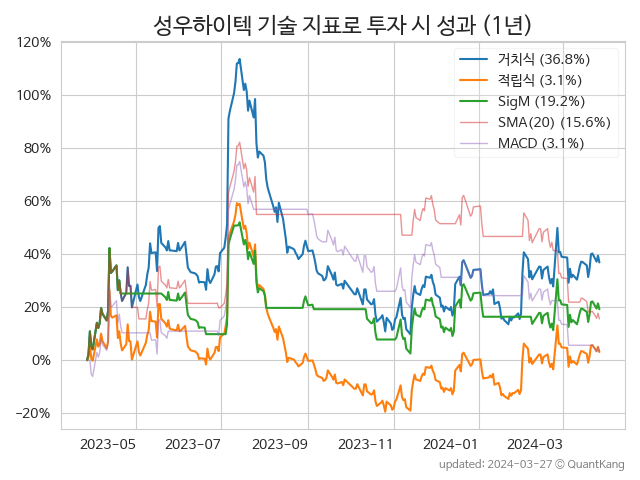 성우하이텍 기술 지표로 투자 시 성과 (1년)
120%
100%
80%
60%
40%
20%
0%
−20%
거치식 (36.8%)
적립식 (3.1%)
SigM (19.2%)
SMA(20) (15.6%)
MACD (3.1%)
2023-05 2023-07 2023-09 2023-11 2024-01 2024-03
updated: 2024-03-27 © QuantKang